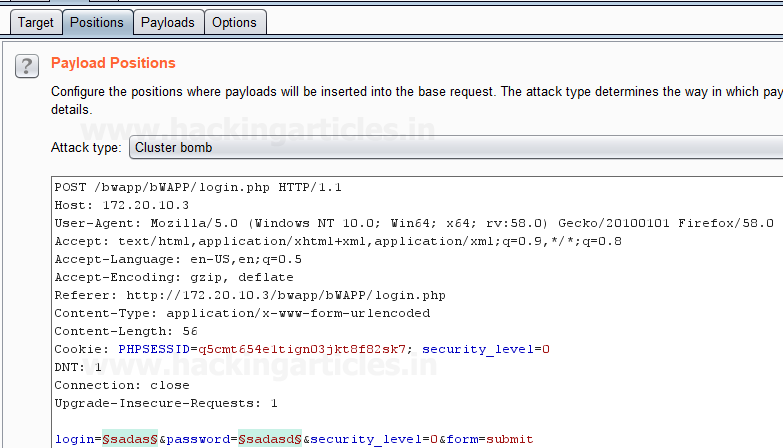 Target Positions Payloads Options
? Payload Positions
Configure the positions where payloads will be inserted into the base request. The attack type determines the way in which pay
details.
www.hackingarticles.in
Attack type: Cluster bomb
POST /bwapp/bWAPP/login.php HTTP/1.1
Host: 172.20.10.3
User-Agent: Mozilla/5.0 (Windows NT 10.0; Win64; x64; rv:58.0) Gecko/20100101 Firefox/58.0
Accept: text/html,application/xhtml+xml,application/xml;q=0.9,*/*;q=0.8
Accept-Language: en-US,en;q=0.5
Accept-Encoding: gzip, deflate
Referer: http://172.20.10.3/bwapp/bWAPP/login.php
Content-Type: application/x-www-form-urlencoded
Content-Length: 56
Cookie: PHPSESSID=q5cmt654e1tign03jkt8f82sk7; security_level=0
www.hackingarticles.in
DNT: 1
Connection: close
Upgrade-Insecure-Requests: 1
login=§sadas§&password=§sadasd§&security_level=0&form=submit